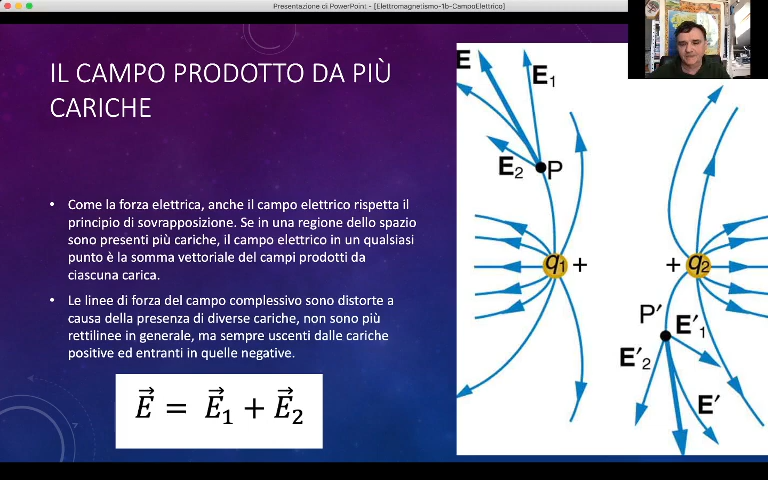 Presentazione di PowerPoint - [Elettromagnetismo-1b-CampoElettrico]
IL CAMPO PRODOTTO DA PIÙ
CARICHE
• Come la forza elettrica, anche il campo elettrico rispetta il
principio di sovrapposizione. Se in una regione dello spazio
sono presenti più cariche, il campo elettrico in un qualsiasi
punto è la somma vettoriale del campi prodotti da
ciascuna carica.
• Le linee di forza del campo complessivo sono distorte a
causa della presenza di diverse cariche, non sono più
rettilinee in generale, ma sempre uscenti dalle cariche
positive ed entranti in quelle negative.
E⃗ = E⃗₁ + E⃗₂
E
E₁
E₂
P
q₁ +
+ q₂
P′
E′₁
E′₂
E′